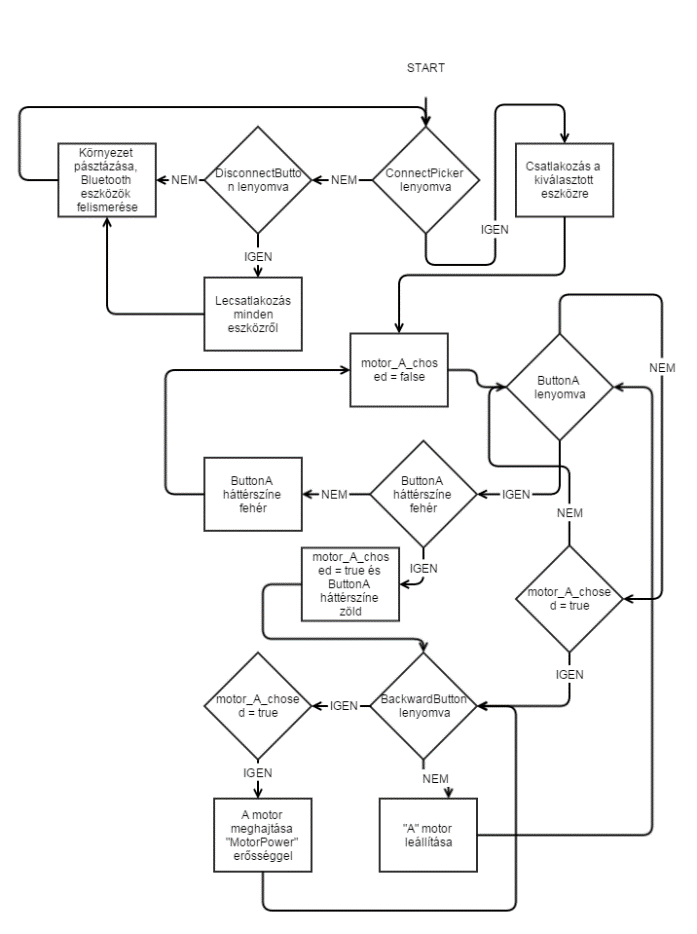 START
Környezet
pásztázása,
Bluetooth
eszközök
felismerése
NEM
DisconnectButto
n lenyomva
NEM
ConnectPicker
lenyomva
Csatlakozás a
kiválasztott
eszközre
IGEN
IGEN
Lecsatlakozás
minden
eszközről
motor_A_chos
ed = false
ButtonA
lenyomva
NEM
ButtonA
háttérszíne
fehér
NEM
ButtonA
háttérszíne
fehér
IGEN
NEM
motor_A_chos
ed = true és
ButtonA
háttérszíne
zöld
IGEN
motor_A_chose
d = true
IGEN
motor_A_chose
d = true
IGEN
BackwardButton
lenyomva
IGEN
NEM
A motor
meghajtása
"MotorPower"
erősséggel
"A" motor
leállítása